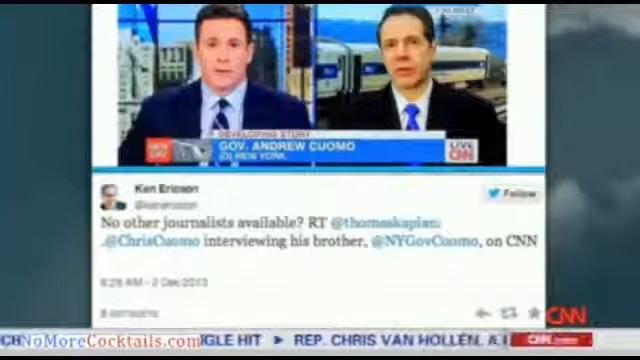 DEVELOPING STORY
GOV. ANDREW CUOMO
(D) NEW YORK
LIVE
CNN
Ken Ericson
Follow
No other journalists available? RT @thomaskaplan:
.@ChrisCuomo interviewing his brother, @NYGovCuomo, on CNN
8:26 AM - 2 Dec 2013
CNN
NoMoreCocktails.com
GLE HIT ▶ REP. CHRIS VAN HOLLEN,
CNN